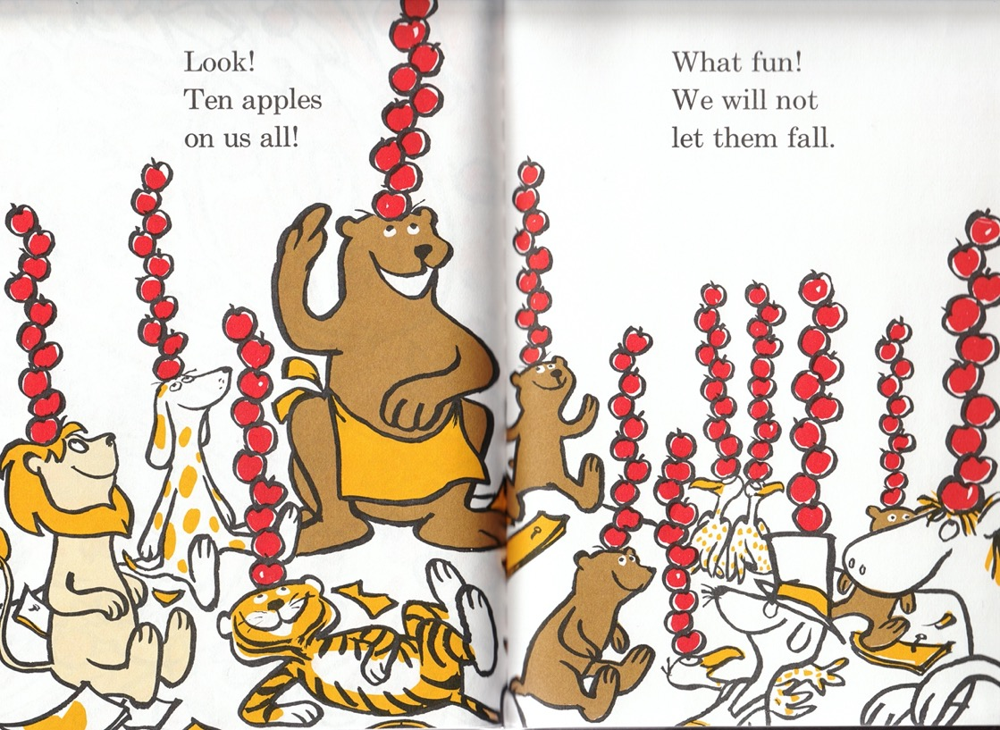 Look!
Ten apples
on us all!
What fun!
We will not
let them fall.